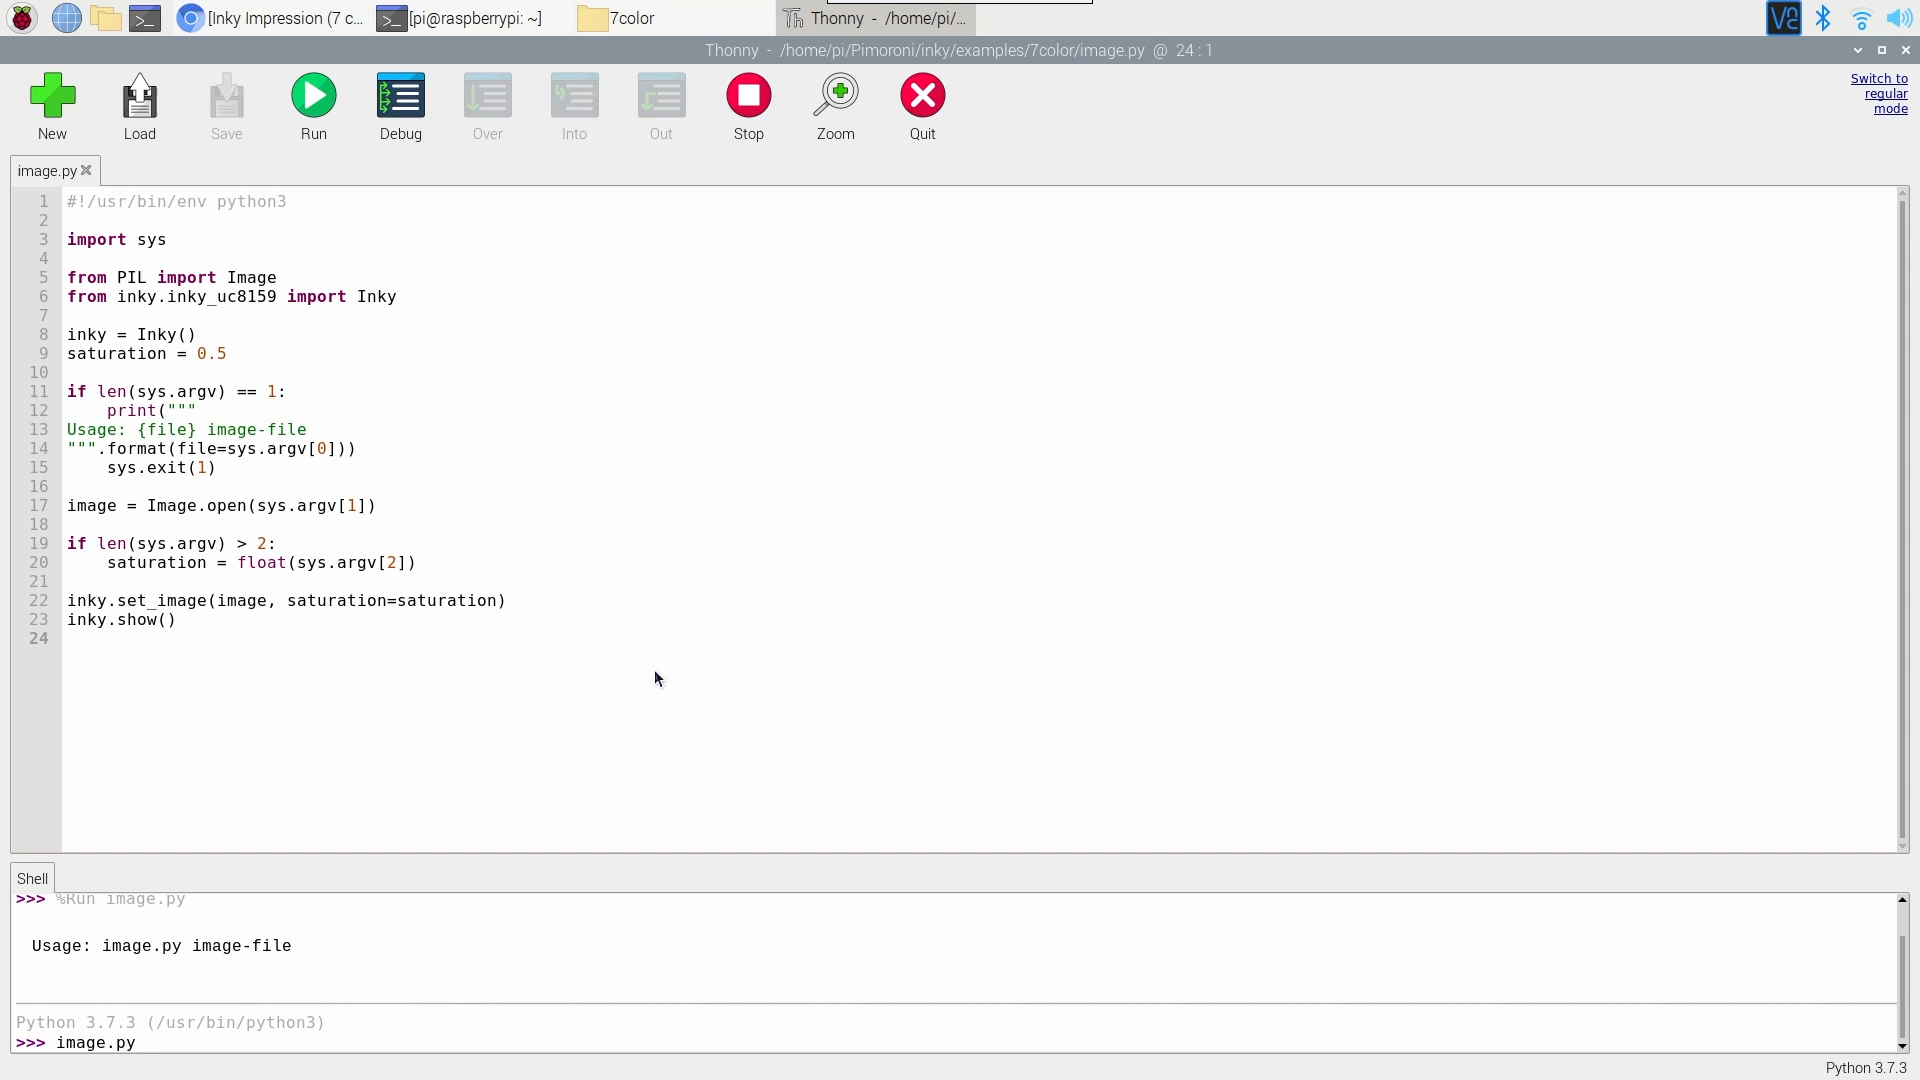 [Inky Impression (7 c...
[pi@raspberrypi: ~]
7color
Thonny - /home/pi/...
Thonny - /home/pi/Pimoroni/inky/examples/7color/image.py @ 24 : 1
New
Load
Save
Run
Debug
Over
Into
Out
Stop
Zoom
Quit
Switch to
regular
mode
image.py
1 #!/usr/bin/env python3
2
3 import sys
4
5 from PIL import Image
6 from inky.inky_uc8159 import Inky
7
8 inky = Inky()
9 saturation = 0.5
10
11 if len(sys.argv) == 1:
12     print("""
13 Usage: {file} image-file
14 """.format(file=sys.argv[0]))
15     sys.exit(1)
16
17 image = Image.open(sys.argv[1])
18
19 if len(sys.argv) > 2:
20     saturation = float(sys.argv[2])
21
22 inky.set_image(image, saturation=saturation)
23 inky.show()
24
Shell
>>> %Run image.py
Usage: image.py image-file
Python 3.7.3 (/usr/bin/python3)
>>> image.py
Python 3.7.3